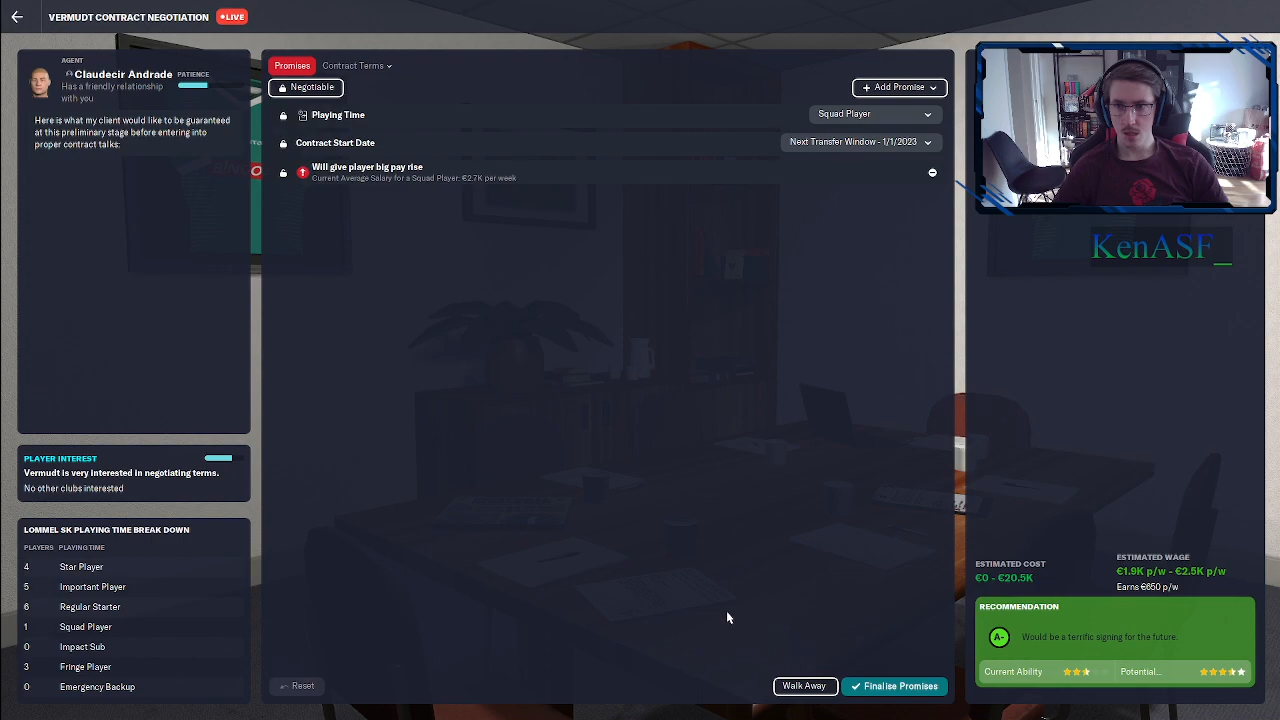 VERMUDT CONTRACT NEGOTIATION
LIVE
AGENT
Claudecir Andrade
PATIENCE
Has a friendly relationship
with you
Here is what my client would like to be guaranteed
at this preliminary stage before entering into
proper contract talks:
PLAYER INTEREST
Vermudt is very interested in negotiating terms.
No other clubs interested
LOMMEL SK PLAYING TIME BREAK DOWN
PLAYERS PLAYING TIME
4 Star Player
5 Important Player
6 Regular Starter
1 Squad Player
0 Impact Sub
3 Fringe Player
0 Emergency Backup
Promises
Contract Terms
Negotiable
Add Promise
Playing Time
Squad Player
Contract Start Date
Next Transfer Window - 1/1/2023
Will give player big pay rise
Current Average Salary for a Squad Player: €2.7K per week
Reset
Walk Away
Finalise Promises
KenASF_
ESTIMATED COST
€0 - €20.5K
ESTIMATED WAGE
€1.9K p/w - €2.5K p/w
Earns €650 p/w
RECOMMENDATION
A-
Would be a terrific signing for the future.
Current Ability
Potential...